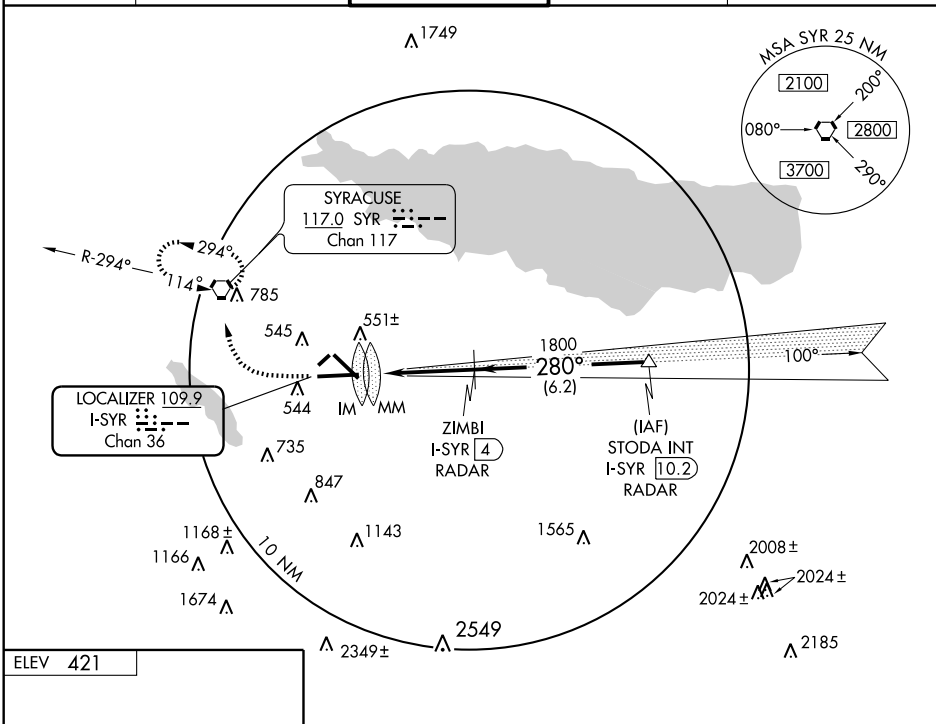 1749
MSA SYR 25 NM
2100
200°
080°
2800
3700
290°
SYRACUSE
117.0 SYR
Chan 117
R-294°
294°
114°
785
545
551±
1800
280°
(6.2)
100°
LOCALIZER 109.9
I-SYR
Chan 36
544
IM
MM
ZIMBI
I-SYR 4
RADAR
(IAF)
STODA INT
I-SYR 10.2
RADAR
735
847
1143
1565
1168±
1166
10 NM
2008±
2024±
2024±
1674
2549
2349±
2185
ELEV 421